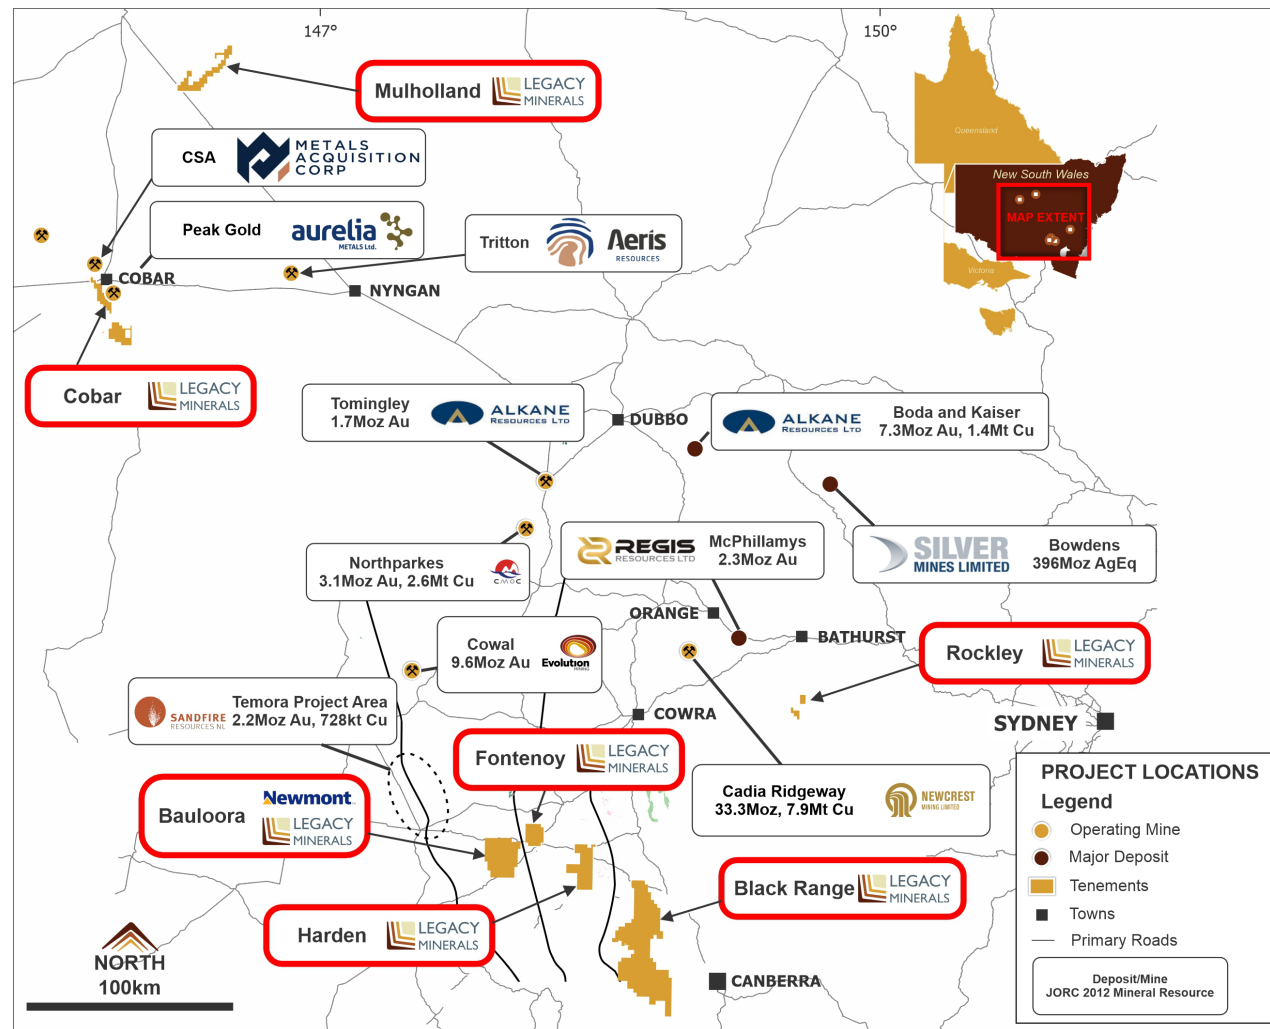 147°
150°
Mulholland
LEGACY
MINERALS
Queensland
New South Wales
MAP EXTENT
Victoria
CSA
METALS
ACQUISITION
CORP
Peak Gold
aurelia
METALS Ltd.
Tritton
Aeris
RESOURCES
COBAR
NYNGAN
Cobar
LEGACY
MINERALS
Tomingley
1.7Moz Au
ALKANE
RESOURCES LTD
DUBBO
ALKANE
RESOURCES LTD
Boda and Kaiser
7.3Moz Au, 1.4Mt Cu
Northparkes
3.1Moz Au, 2.6Mt Cu
CMOC
REGIS
RESOURCES LTD
McPhillamys
2.3Moz Au
SILVER
MINES LIMITED
Bowdens
396Moz AgEq
ORANGE
BATHURST
Cowal
9.6Moz Au
Evolution
MINING
Rockley
LEGACY
MINERALS
SANDFIRE
RESOURCES NL
Temora Project Area
2.2Moz Au, 728kt Cu
COWRA
SYDNEY
Fontenoy
LEGACY
MINERALS
Cadia Ridgeway
33.3Moz, 7.9Mt Cu
NEWCREST
MINING LIMITED
Bauloora
Newmont
LEGACY
MINERALS
Black Range
LEGACY
MINERALS
Harden
LEGACY
MINERALS
CANBERRA
NORTH
100km
PROJECT LOCATIONS
Legend
Operating Mine
Major Deposit
Tenements
Towns
Primary Roads
Deposit/Mine
JORC 2012 Mineral Resource